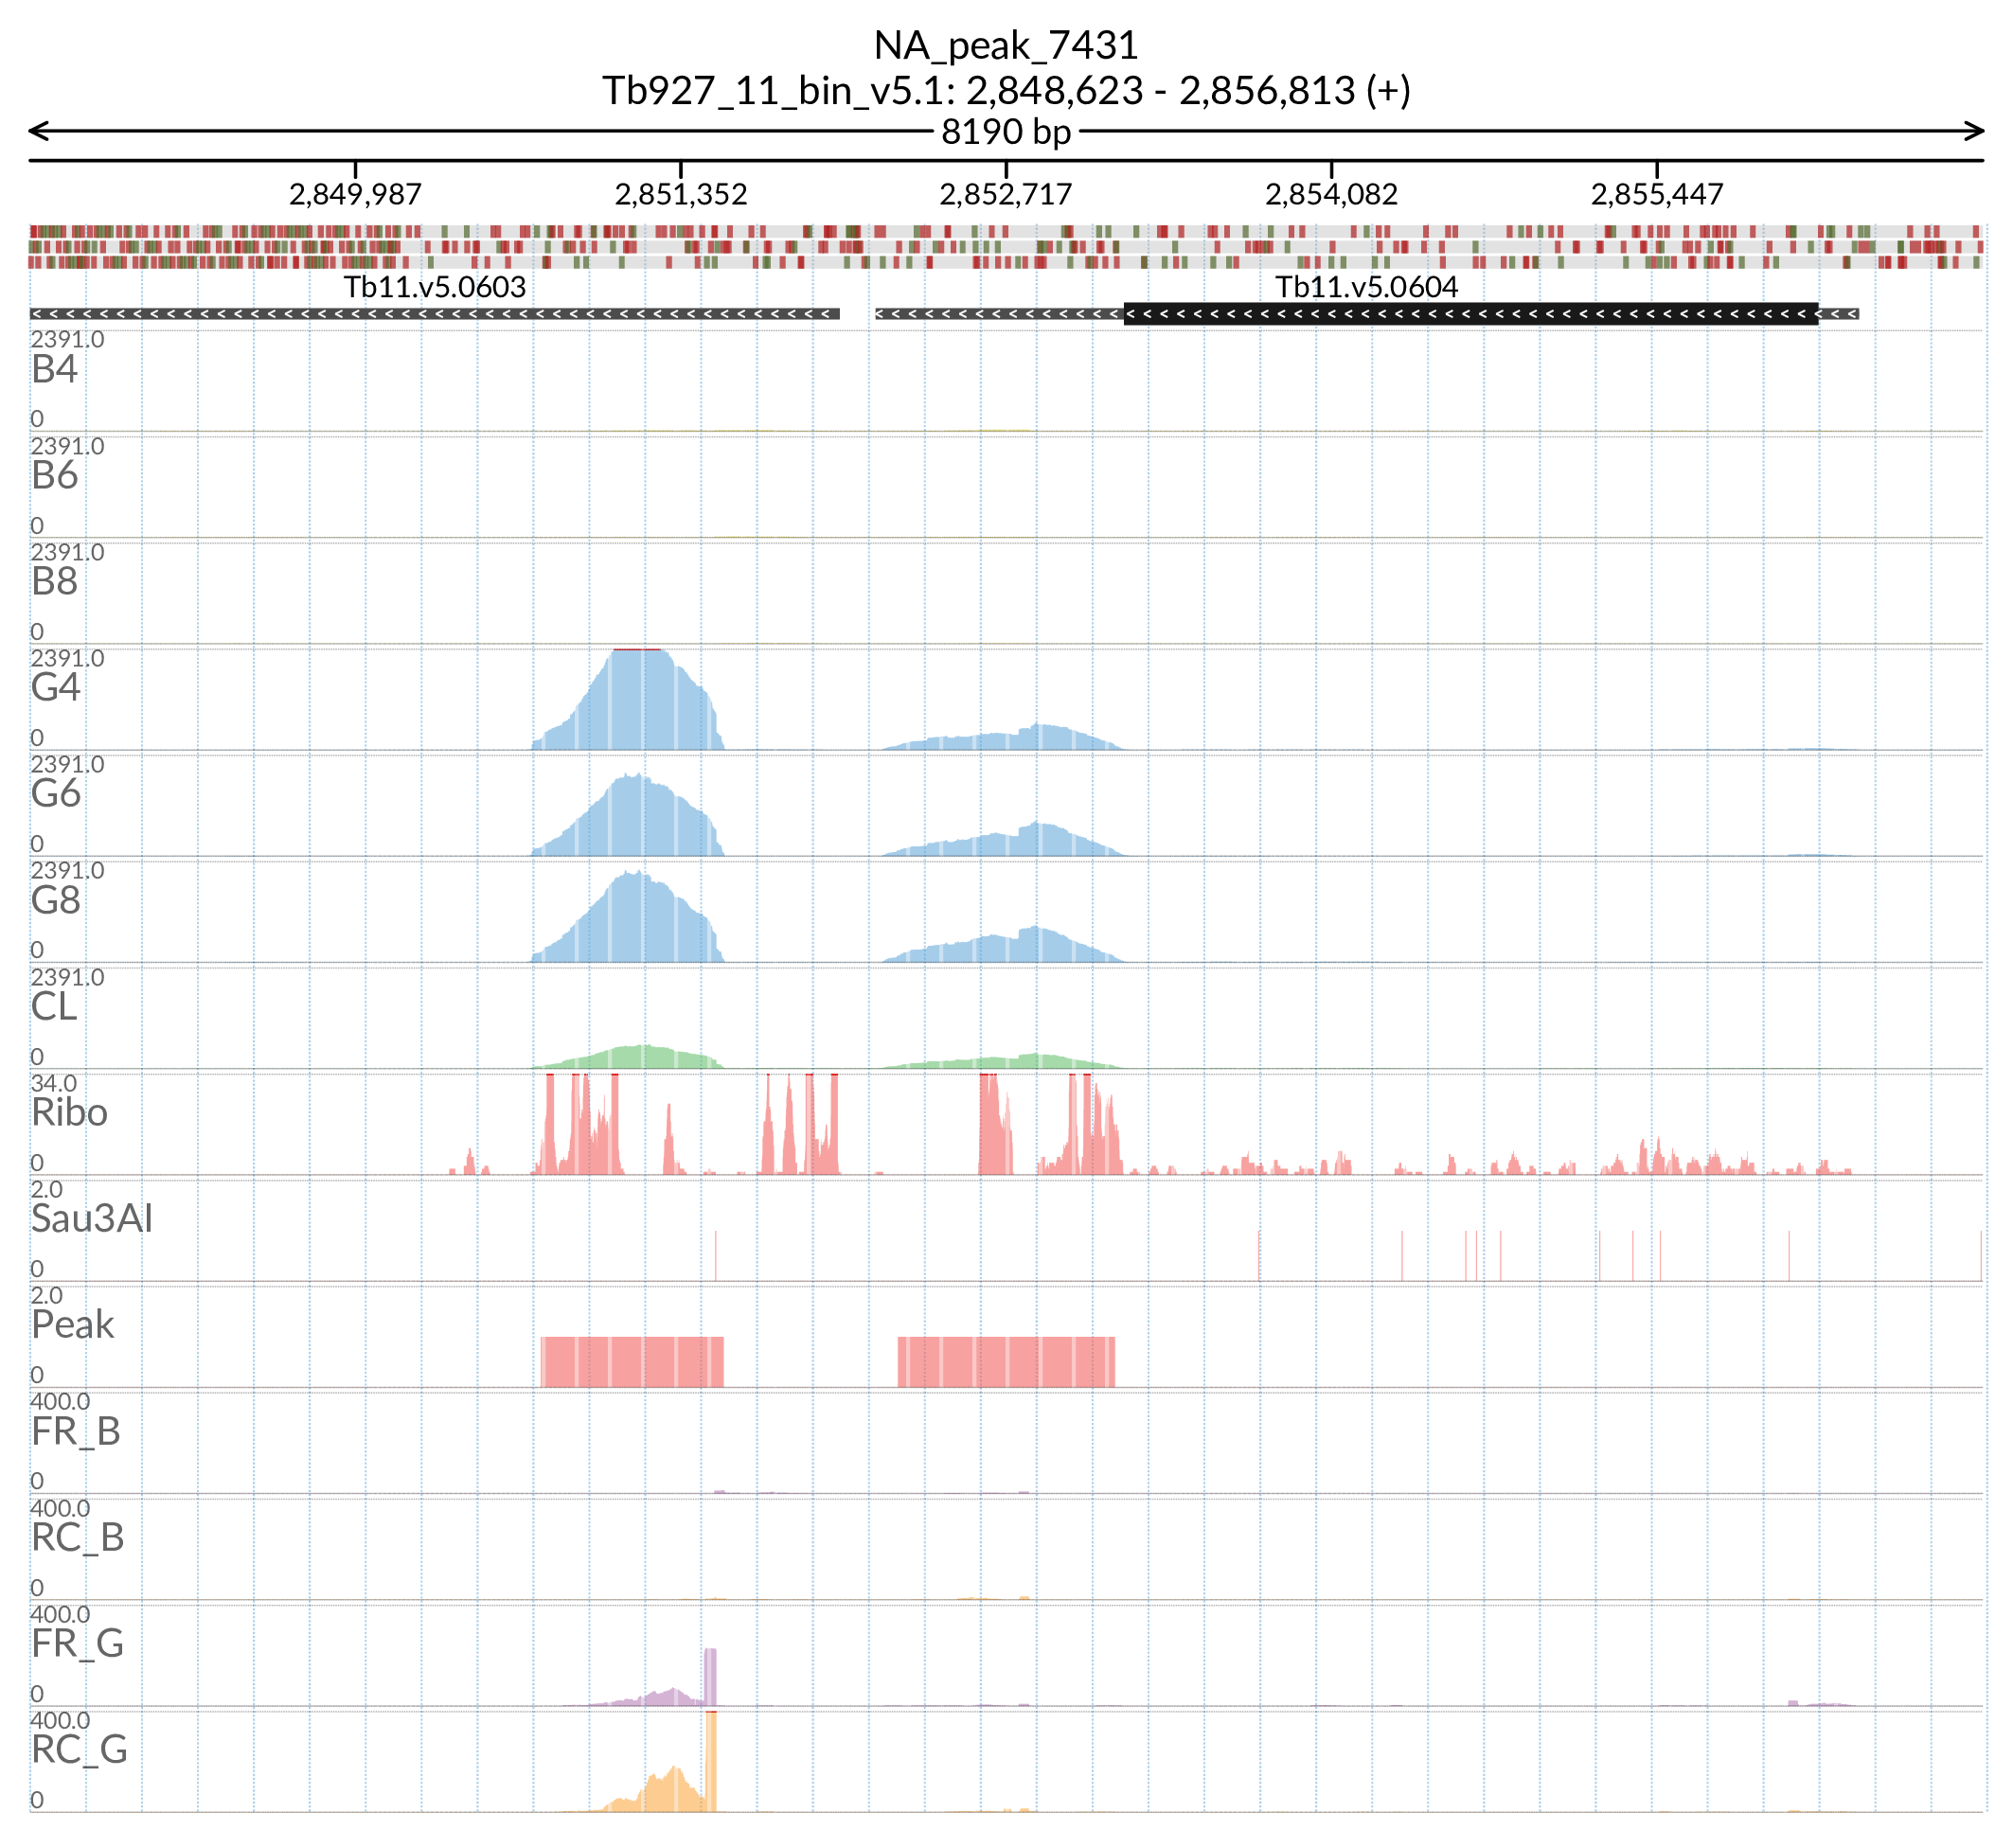 NA_peak_7431
Tb927_11_bin_v5.1: 2,848,623 - 2,856,813 (+)
8190 bp
2,849,987 2,851,352 2,852,717 2,854,082 2,855,447
Tb11.v5.0603 Tb11.v5.0604
2391.0
B4
0
2391.0
B6
0
2391.0
B8
0
2391.0
G4
0
2391.0
G6
0
2391.0
G8
0
2391.0
CL
0
34.0
Ribo
0
2.0
Sau3AI
0
2.0
Peak
0
400.0
FR_B
0
400.0
RC_B
0
400.0
FR_G
0
400.0
RC_G
0